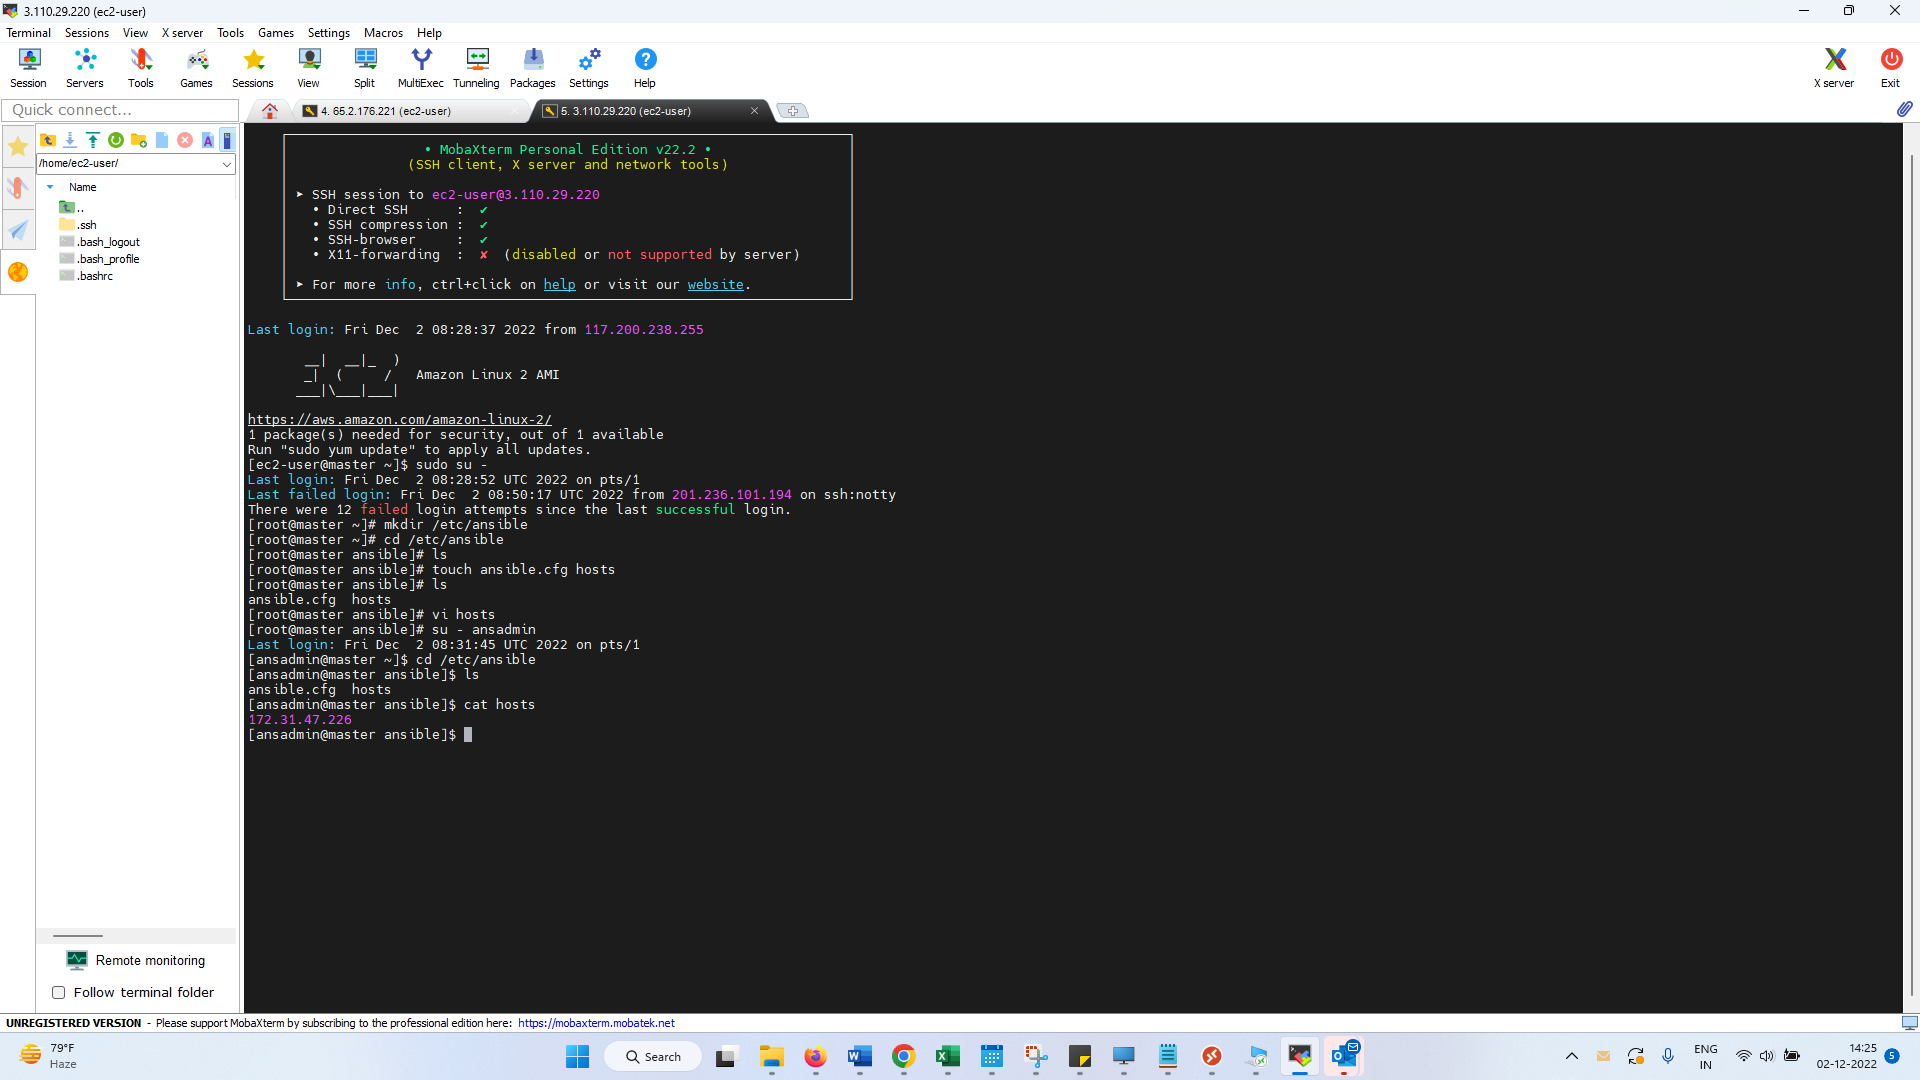 3.110.29.220 (ec2-user)
Terminal Sessions View X server Tools Games Settings Macros Help
Session Servers Tools Games Sessions View Split MultiExec Tunneling Packages Settings Help X server Exit
Quick connect...
4. 65.2.176.221 (ec2-user)
5. 3.110.29.220 (ec2-user)
/home/ec2-user/
Name
..
.ssh
.bash_logout
.bash_profile
.bashrc
Remote monitoring
Follow terminal folder
• MobaXterm Personal Edition v22.2 •
(SSH client, X server and network tools)
➤ SSH session to ec2-user@3.110.29.220
• Direct SSH : ✔
• SSH compression : ✔
• SSH-browser : ✔
• X11-forwarding : ✘ (disabled or not supported by server)
➤ For more info, ctrl+click on help or visit our website.
Last login: Fri Dec 2 08:28:37 2022 from 117.200.238.255
__| __|_ )
_| ( / Amazon Linux 2 AMI
___|\___|___|
https://aws.amazon.com/amazon-linux-2/
1 package(s) needed for security, out of 1 available
Run "sudo yum update" to apply all updates.
[ec2-user@master ~]$ sudo su -
Last login: Fri Dec 2 08:28:52 UTC 2022 on pts/1
Last failed login: Fri Dec 2 08:50:17 UTC 2022 from 201.236.101.194 on ssh:notty
There were 12 failed login attempts since the last successful login.
[root@master ~]# mkdir /etc/ansible
[root@master ~]# cd /etc/ansible
[root@master ansible]# ls
[root@master ansible]# touch ansible.cfg hosts
[root@master ansible]# ls
ansible.cfg hosts
[root@master ansible]# vi hosts
[root@master ansible]# su - ansadmin
Last login: Fri Dec 2 08:31:45 UTC 2022 on pts/1
[ansadmin@master ~]$ cd /etc/ansible
[ansadmin@master ansible]$ ls
ansible.cfg hosts
[ansadmin@master ansible]$ cat hosts
172.31.47.226
[ansadmin@master ansible]$
UNREGISTERED VERSION - Please support MobaXterm by subscribing to the professional edition here: https://mobaxterm.mobatek.net
79°F
Haze
Search
ENG
IN
14:25
02-12-2022
5